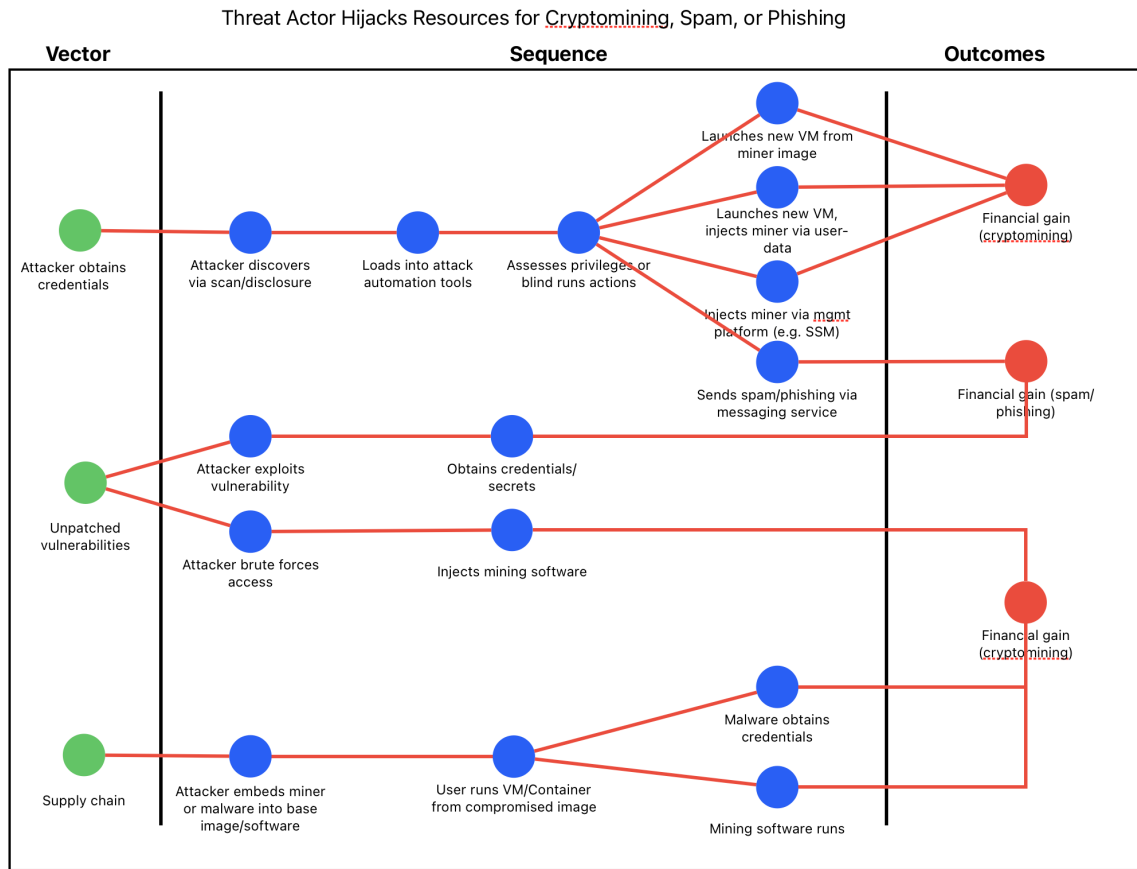 Threat Actor Hijacks Resources for Cryptomining, Spam, or Phishing
Vector
Sequence
Outcomes
Launches new VM from
miner image
Launches new VM,
injects miner via user-
data
Financial gain
(cryptomining)
Attacker obtains
credentials
Attacker discovers
via scan/disclosure
Loads into attack
automation tools
Assesses privileges or
blind runs actions
Injects miner via mgmt
platform (e.g. SSM)
Sends spam/phishing via
messaging service
Financial gain (spam/
phishing)
Attacker exploits
vulnerability
Obtains credentials/
secrets
Unpatched
vulnerabilities
Attacker brute forces
access
Injects mining software
Financial gain
(cryptomining)
Malware obtains
credentials
Supply chain
Attacker embeds miner
or malware into base
image/software
User runs VM/Container
from compromised image
Mining software runs